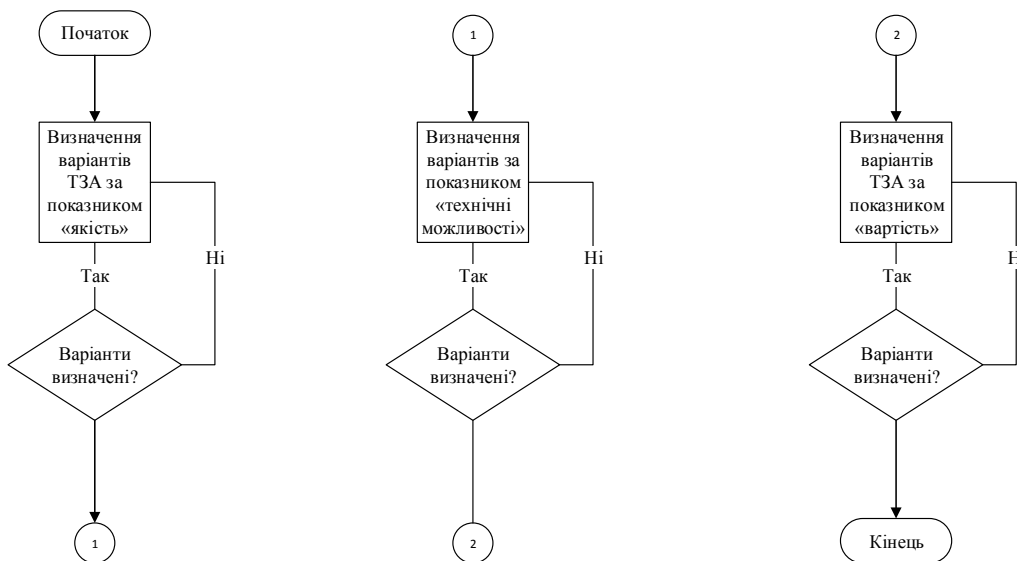 Початок
Визначення
варіантів
ТЗА за
показником
«якість»
Так
Ні
Варіанти
визначені?
1
1
Визначення
варіантів за
показником
«технічні
можливості»
Так
Ні
Варіанти
визначені?
2
2
Визначення
варіантів
ТЗА за
показником
«вартість»
Так
Н
Варіанти
визначені?
Кінець